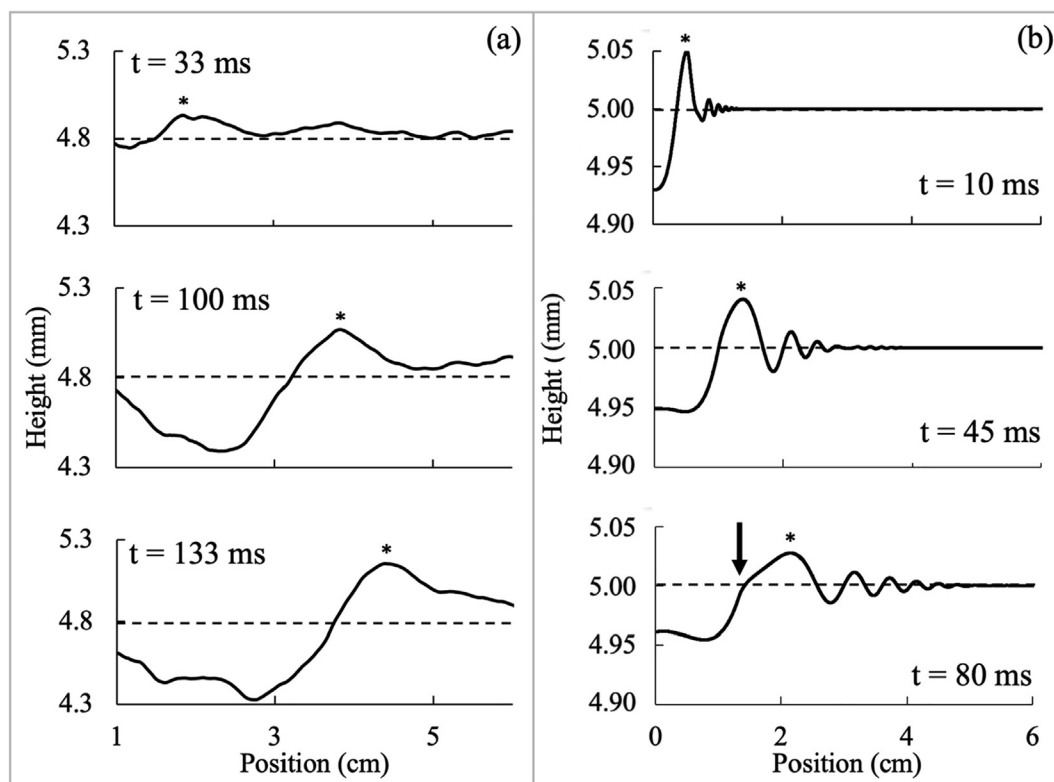 (a)
5.3
t = 33 ms
*
4.8
4.3
5.3
t = 100 ms
*
4.8
4.3
5.3
t = 133 ms
*
4.8
4.3
1 3 5
Height (mm)
Position (cm)
(b)
5.05
*
5.00
4.95
t = 10 ms
4.90
5.05
*
5.00
4.95
t = 45 ms
4.90
5.05
*
5.00
4.95
t = 80 ms
4.90
0 2 4 6
Height ( (mm)
Position (cm)